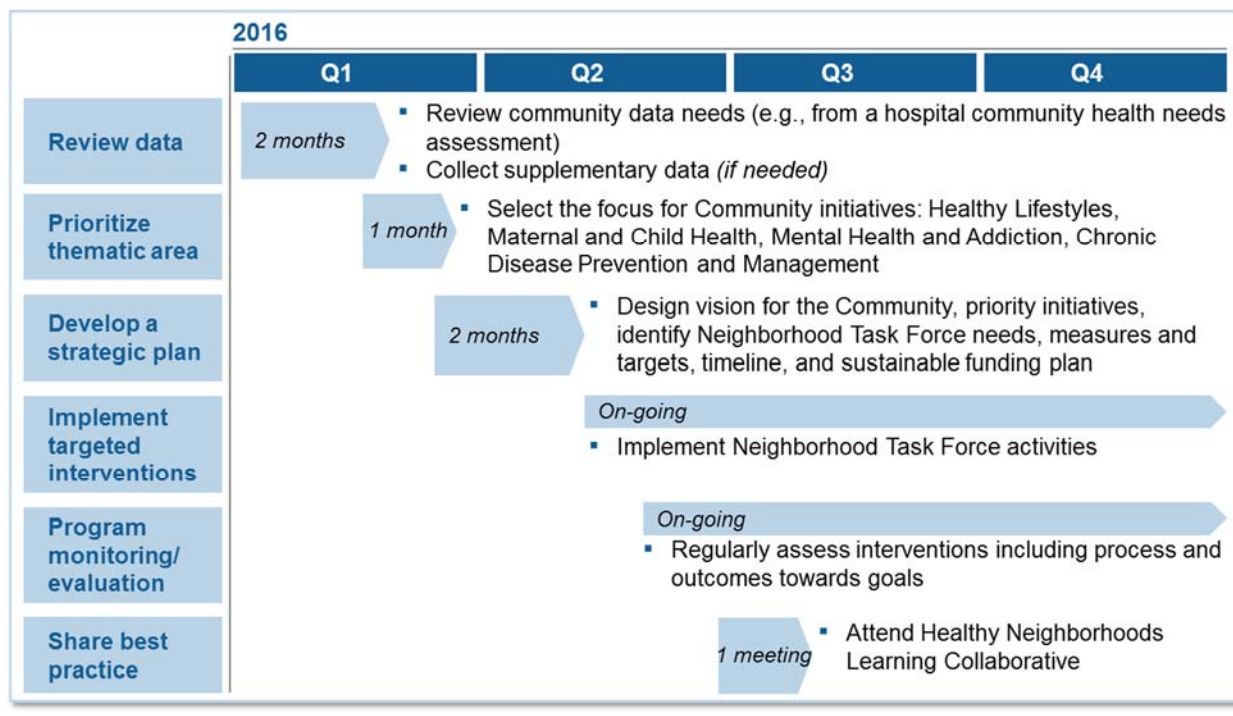 2016
Q1 Q2 Q3 Q4
Review data
2 months
▪ Review community data needs (e.g., from a hospital community health needs
assessment)
▪ Collect supplementary data (if needed)
Prioritize
thematic area
1 month
▪ Select the focus for Community initiatives: Healthy Lifestyles,
Maternal and Child Health, Mental Health and Addiction, Chronic
Disease Prevention and Management
Develop a
strategic plan
2 months
▪ Design vision for the Community, priority initiatives,
identify Neighborhood Task Force needs, measures and
targets, timeline, and sustainable funding plan
Implement
targeted
interventions
On-going
▪ Implement Neighborhood Task Force activities
Program
monitoring/
evaluation
On-going
▪ Regularly assess interventions including process and
outcomes towards goals
Share best
practice
1 meeting
▪ Attend Healthy Neighborhoods
Learning Collaborative